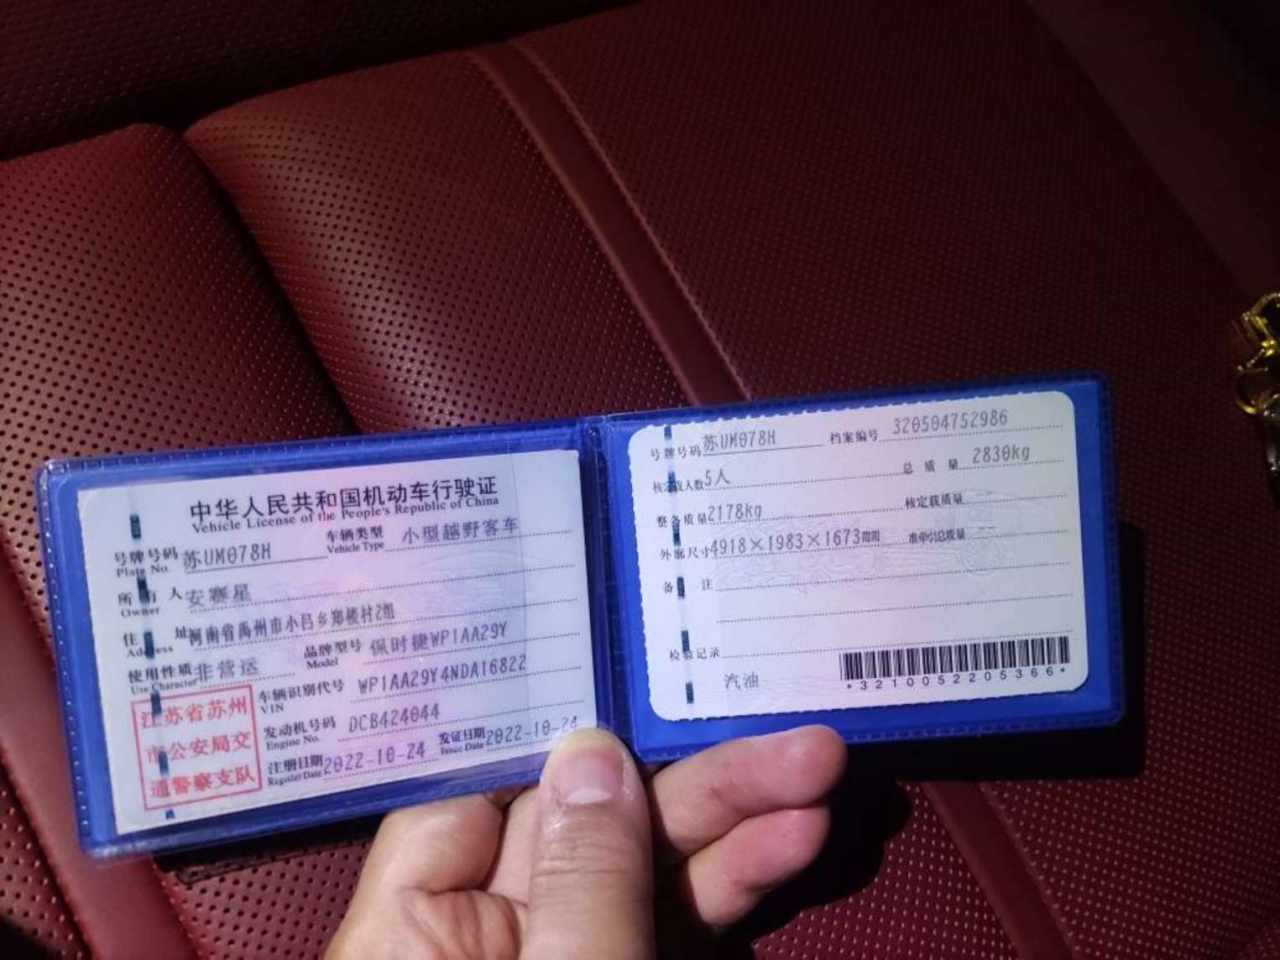 中华人民共和国机动车行驶证
Vehicle License of the People's Republic of China
号牌号码 苏UM078H 车辆类型 小型越野客车
Plate No. Vehicle Type
所有人 安赛星
Owner
住址 河南省禹州市小吕乡郑楼村2组
Address
使用性质 非营运 品牌型号 保时捷WP1AA29Y
Use Character Model
江苏省苏州
市公安局交
通警察支队
车辆识别代号 WP1AA29Y4NDA16822
VIN
发动机号码 DCB424044
Engine No.
注册日期 2022-10-24 发证日期 2022-10-24
Register Date Issue Date
号牌号码 苏UM078H 档案编号 320504752986
核定载人数 5人 总质量 2830kg
整备质量 2178kg 核定载质量
外廓尺寸 4918×1983×1673 准牵引总质量 --
备注
检验记录
汽油
*3210052205366*